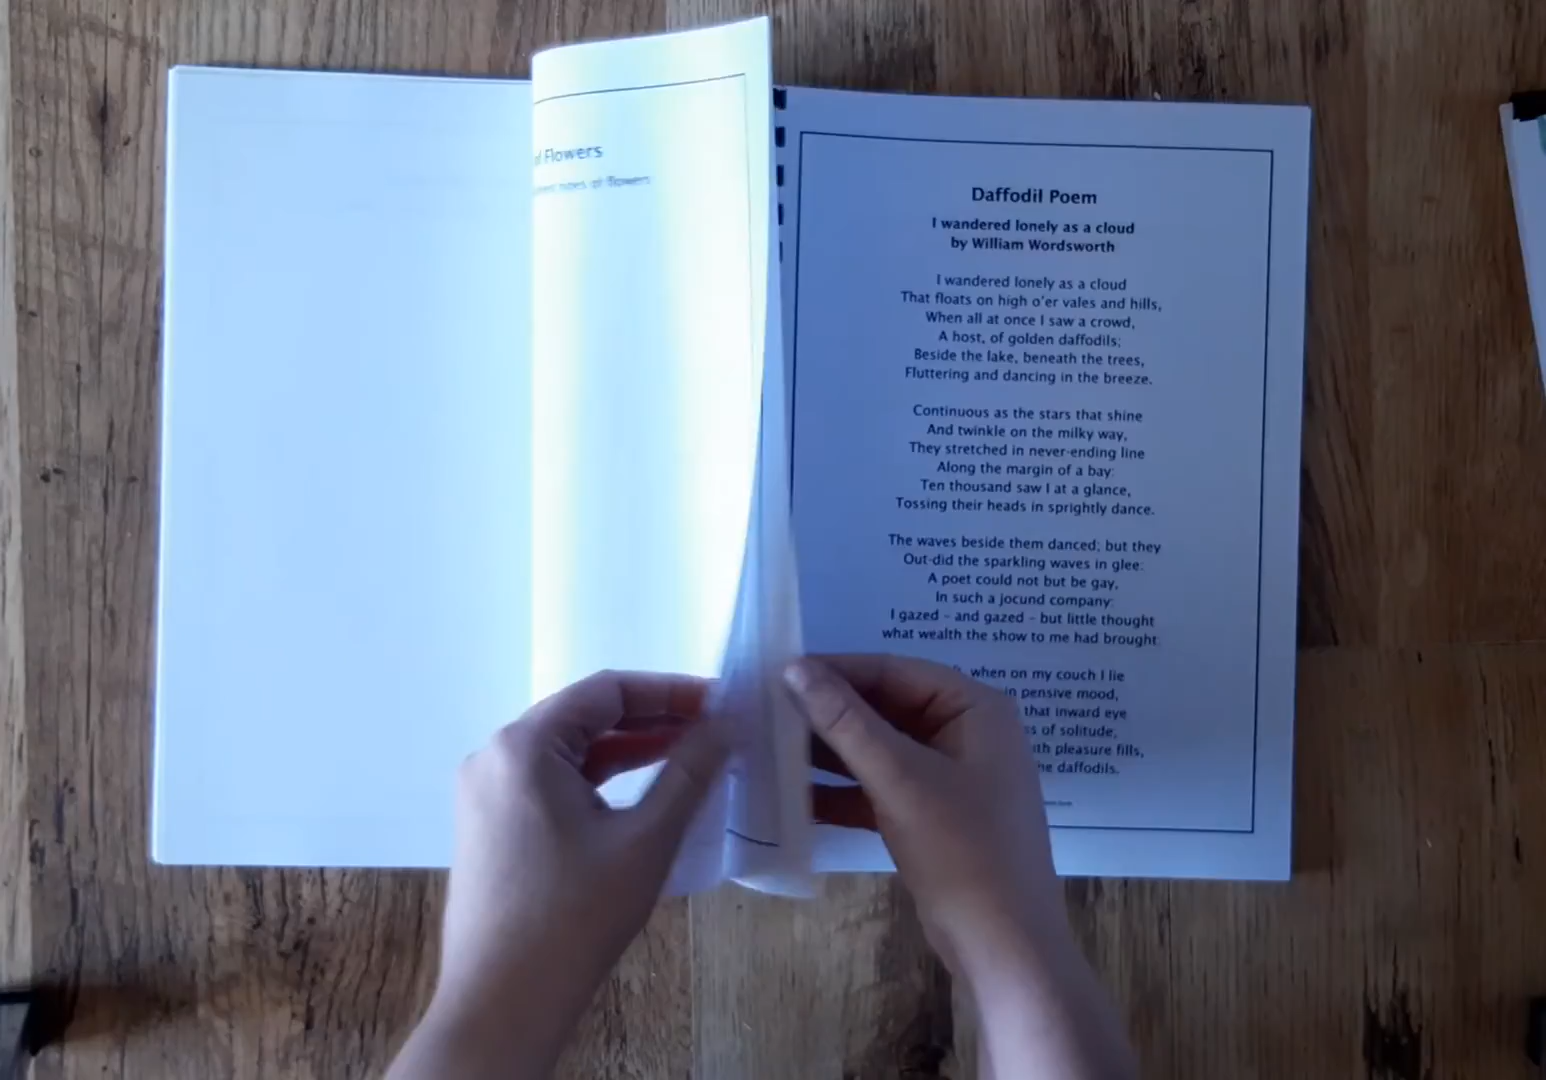 of Flowers
of flowers
Daffodil Poem
I wandered lonely as a cloud
by William Wordsworth
I wandered lonely as a cloud
That floats on high o'er vales and hills,
When all at once I saw a crowd,
A host, of golden daffodils;
Beside the lake, beneath the trees,
Fluttering and dancing in the breeze.
Continuous as the stars that shine
And twinkle on the milky way,
They stretched in never-ending line
Along the margin of a bay:
Ten thousand saw I at a glance,
Tossing their heads in sprightly dance.
The waves beside them danced; but they
Out-did the sparkling waves in glee:
A poet could not but be gay,
In such a jocund company:
I gazed – and gazed – but little thought
what wealth the show to me had brought:
when on my couch I lie
in pensive mood,
that inward eye
of solitude,
pleasure fills,
daffodils.